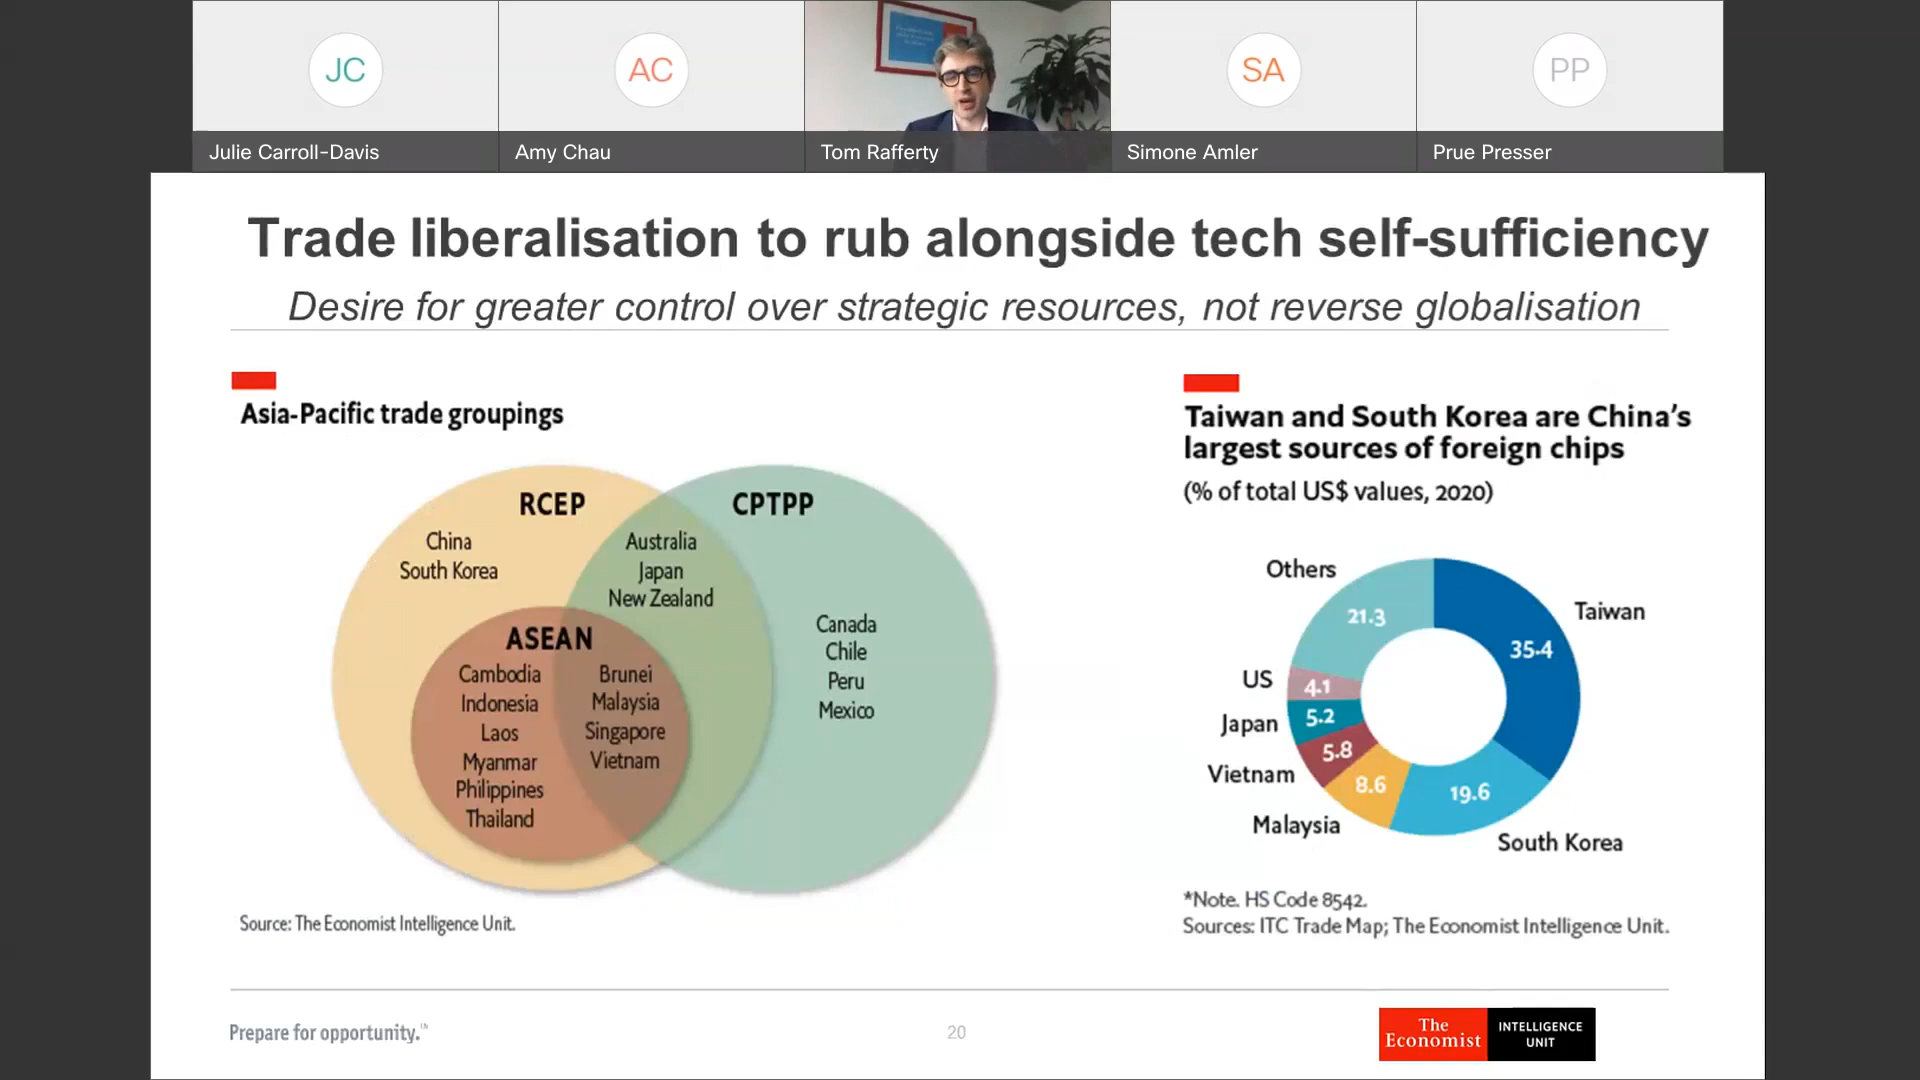 JC
AC
SA
PP
Julie Carroll-Davis
Amy Chau
Tom Rafferty
Simone Amler
Prue Presser
Trade liberalisation to rub alongside tech self-sufficiency
Desire for greater control over strategic resources, not reverse globalisation
Asia-Pacific trade groupings
RCEP
China
South Korea
CPTPP
Australia
Japan
New Zealand
Canada
Chile
Peru
Mexico
ASEAN
Cambodia
Indonesia
Laos
Myanmar
Philippines
Thailand
Brunei
Malaysia
Singapore
Vietnam
Source: The Economist Intelligence Unit.
Taiwan and South Korea are China's
largest sources of foreign chips
(% of total US$ values, 2020)
Others
21.3
Taiwan
35.4
US
4.1
Japan
5.2
Vietnam
5.8
Malaysia
8.6
South Korea
19.6
*Note. HS Code 8542.
Sources: ITC Trade Map; The Economist Intelligence Unit.
Prepare for opportunity.
20
The
Economist
INTELLIGENCE
UNIT